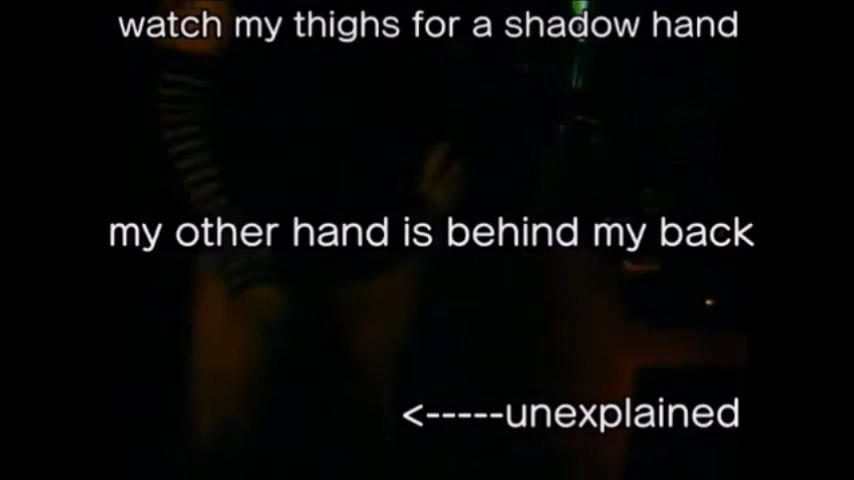 watch my thighs for a shadow hand
my other hand is behind my back
<-----unexplained